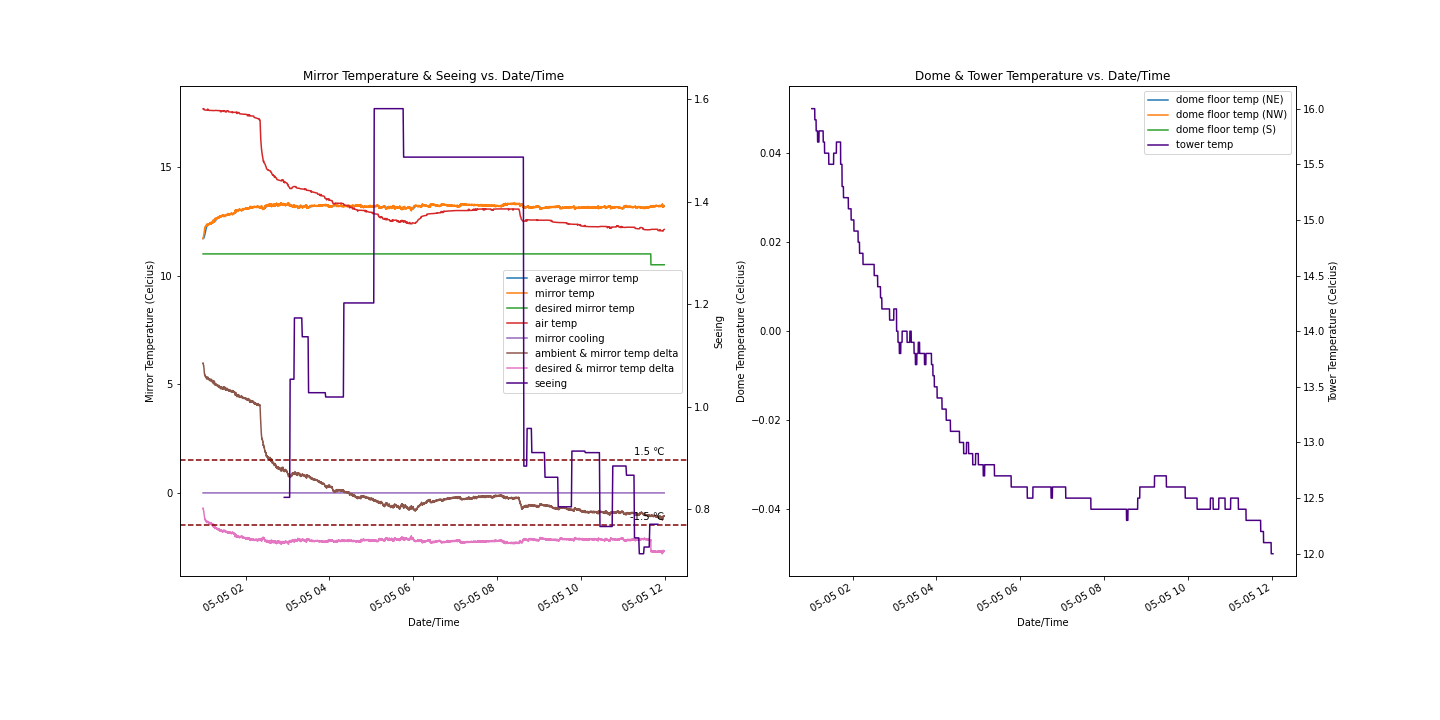 Mirror Temperature & Seeing vs. Date/Time
Mirror Temperature (Celcius)
15
10
5
0
1.6
1.4
1.2
1.0
0.8
Seeing
average mirror temp
mirror temp
desired mirror temp
air temp
mirror cooling
ambient & mirror temp delta
desired & mirror temp delta
seeing
1.5 °C
-1.5 °C
05-05 02
05-05 04
05-05 06
05-05 08
05-05 10
05-05 12
Date/Time
Dome & Tower Temperature vs. Date/Time
Dome Temperature (Celcius)
0.04
0.02
0.00
−0.02
−0.04
dome floor temp (NE)
dome floor temp (NW)
dome floor temp (S)
tower temp
16.0
15.5
15.0
14.5
14.0
13.5
13.0
12.5
12.0
Tower Temperature (Celcius)
05-05 02
05-05 04
05-05 06
05-05 08
05-05 10
05-05 12
Date/Time